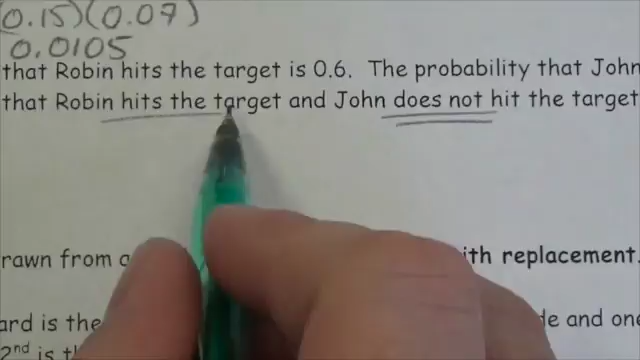 0.15)(0.07)
0.0105
that Robin hits the target is 0.6. The probability that John
that Robin hits the target and John does not hit the target
rawn from with replacement.
ard is the de and one
2nd is